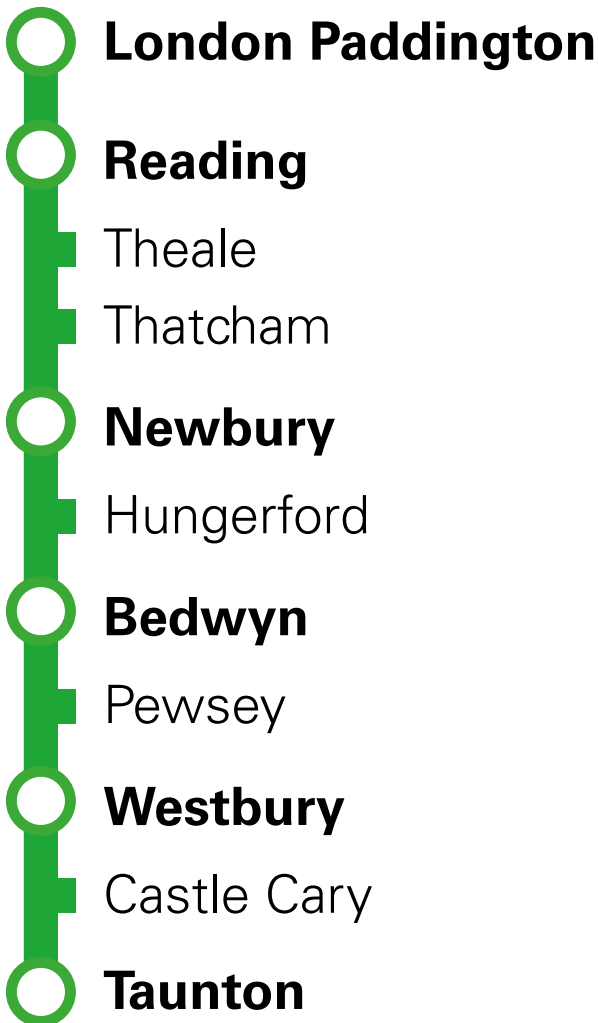 London Paddington
Reading
Theale
Thatcham
Newbury
Hungerford
Bedwyn
Pewsey
Westbury
Castle Cary
Taunton